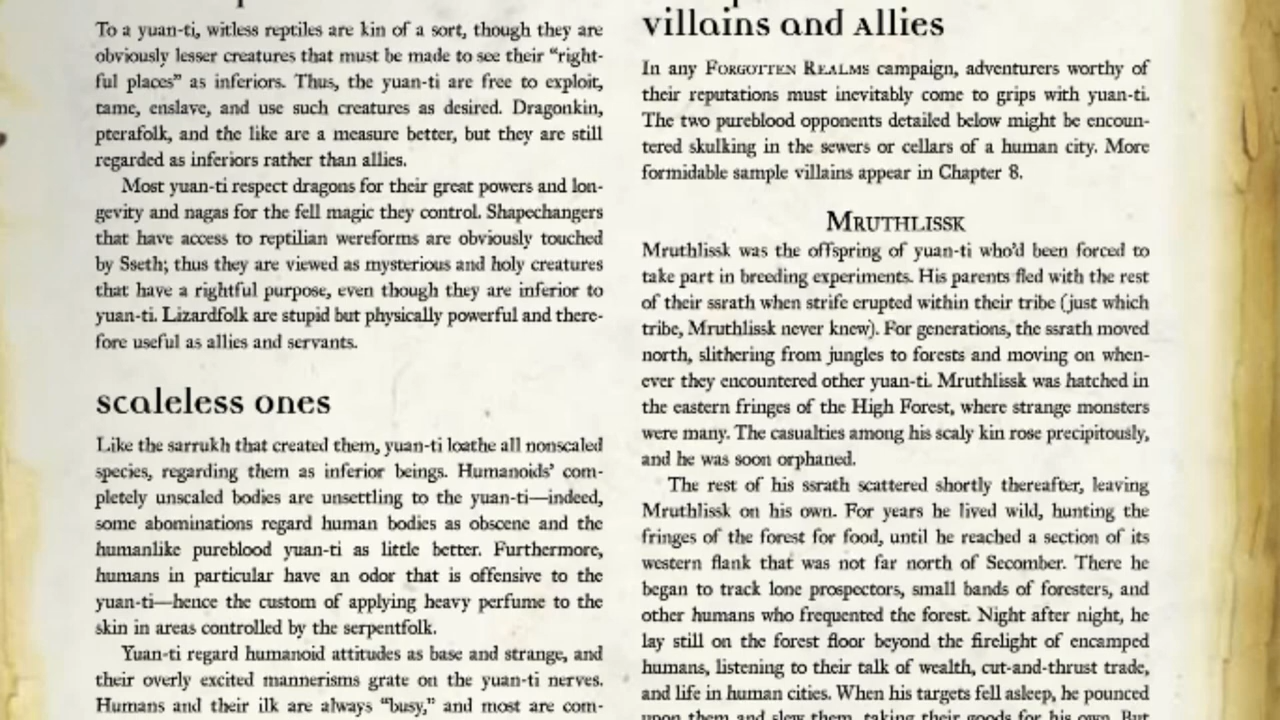 To a yuan-ti, witless reptiles are kin of a sort, though they are
obviously lesser creatures that must be made to see their “right-
ful places” as inferiors. Thus, the yuan-ti are free to exploit,
tame, enslave, and use such creatures as desired. Dragonkin,
pterafolk, and the like are a measure better, but they are still
regarded as inferiors rather than allies.
Most yuan-ti respect dragons for their great powers and lon-
gevity and nagas for the fell magic they control. Shapechangers
that have access to reptilian wereforms are obviously touched
by Sseth; thus they are viewed as mysterious and holy creatures
that have a rightful purpose, even though they are inferior to
yuan-ti. Lizardfolk are stupid but physically powerful and there-
fore useful as allies and servants.
scaleless ones
Like the sarrukh that created them, yuan-ti loathe all nonscaled
species, regarding them as inferior beings. Humanoids’ com-
pletely unscaled bodies are unsettling to the yuan-ti—indeed,
some abominations regard human bodies as obscene and the
humanlike pureblood yuan-ti as little better. Furthermore,
humans in particular have an odor that is offensive to the
yuan-ti—hence the custom of applying heavy perfume to the
skin in areas controlled by the serpentfolk.
Yuan-ti regard humanoid attitudes as base and strange, and
their overly excited mannerisms grate on the yuan-ti nerves.
Humans and their ilk are always “busy,” and most are com-
villains and Allies
In any FORGOTTEN REALMS campaign, adventurers worthy of
their reputations must inevitably come to grips with yuan-ti.
The two pureblood opponents detailed below might be encoun-
tered skulking in the sewers or cellars of a human city. More
formidable sample villains appear in Chapter 8.
MRUTHLISSK
Mruthlissk was the offspring of yuan-ti who’d been forced to
take part in breeding experiments. His parents fled with the rest
of their ssrath when strife erupted within their tribe (just which
tribe, Mruthlissk never knew). For generations, the ssrath moved
north, slithering from jungles to forests and moving on when-
ever they encountered other yuan-ti. Mruthlissk was hatched in
the eastern fringes of the High Forest, where strange monsters
were many. The casualties among his scaly kin rose precipitously,
and he was soon orphaned.
The rest of his ssrath scattered shortly thereafter, leaving
Mruthlissk on his own. For years he lived wild, hunting the
fringes of the forest for food, until he reached a section of its
western flank that was not far north of Secomber. There he
began to track lone prospectors, small bands of foresters, and
other humans who frequented the forest. Night after night, he
lay still on the forest floor beyond the firelight of encamped
humans, listening to their talk of wealth, cut-and-thrust trade,
and life in human cities. When his targets fell asleep, he pounced
upon them and slew them, taking their goods for his own. But